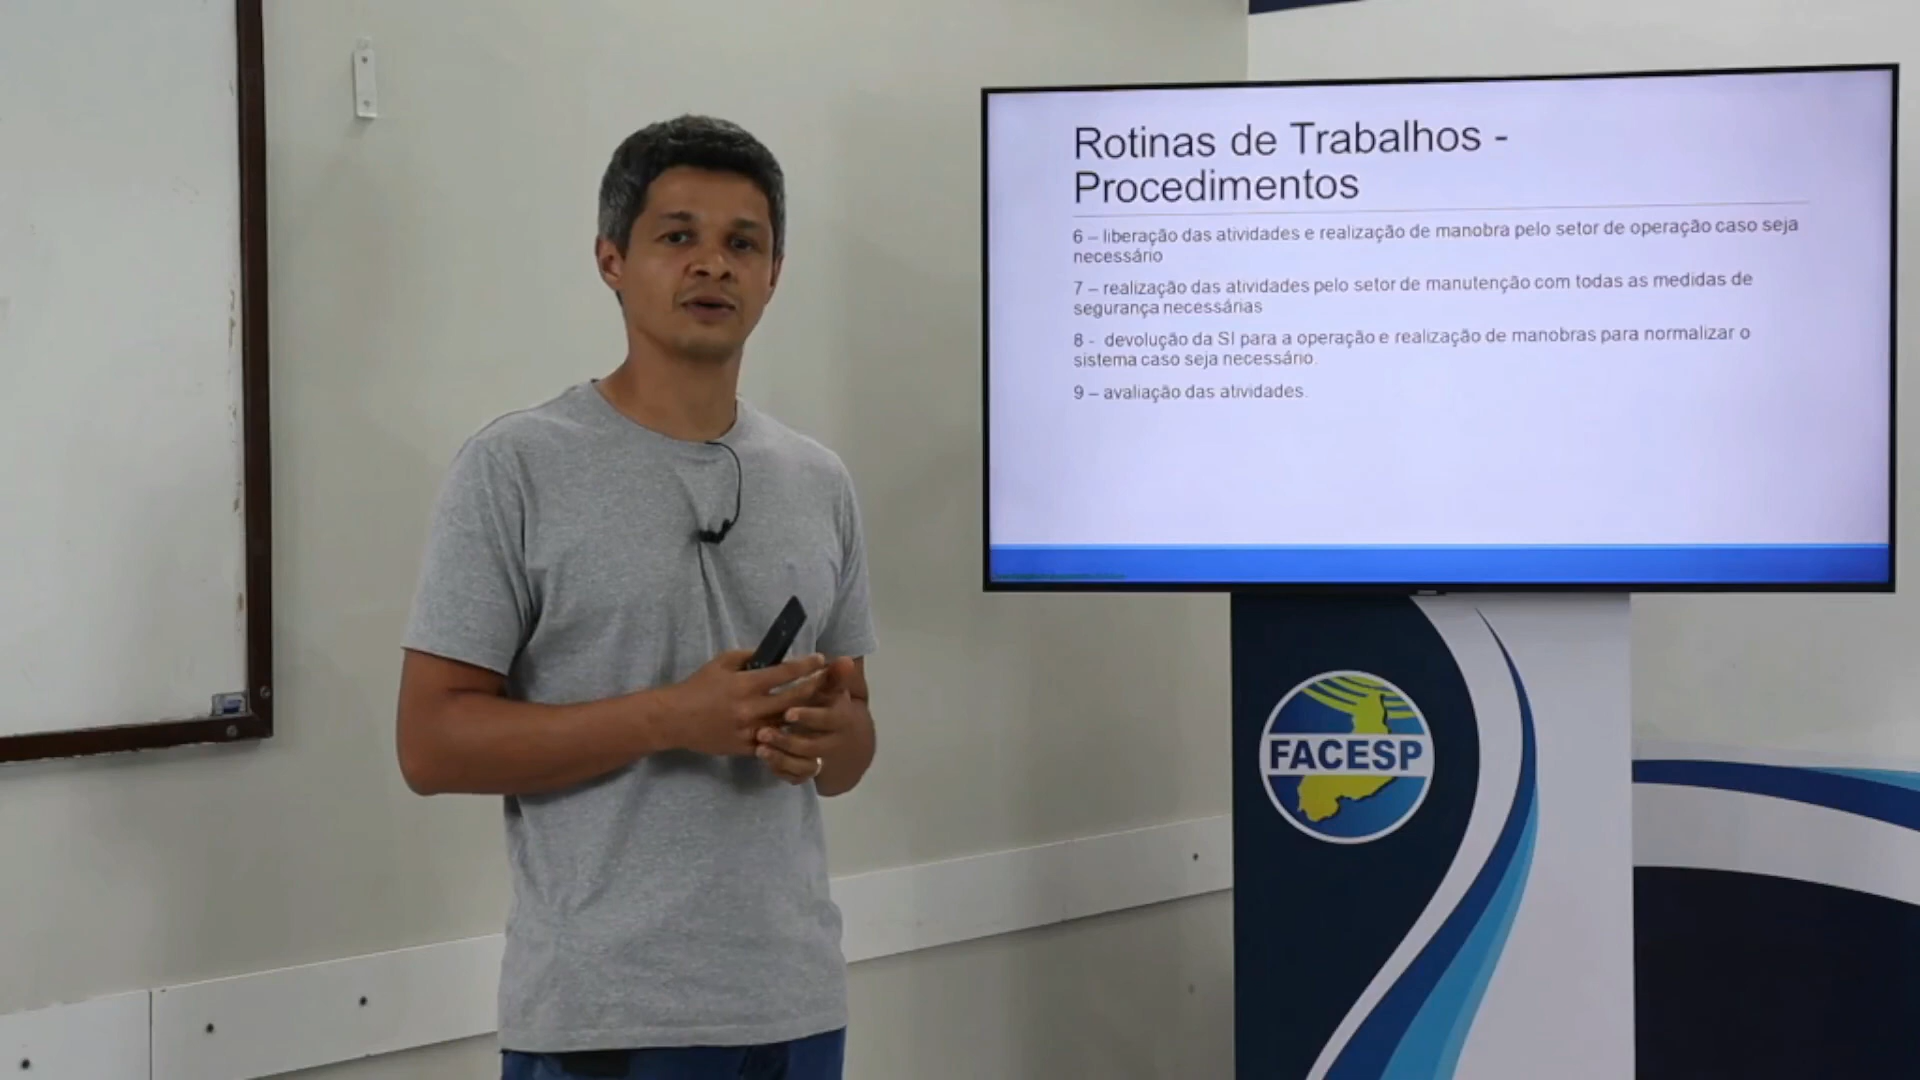 Rotinas de Trabalhos -
Procedimentos
6 – liberação das atividades e realização de manobra pelo setor de operação caso seja
necessário
7 – realização das atividades pelo setor de manutenção com todas as medidas de
segurança necessárias
8 - devolução da SI para a operação e realização de manobras para normalizar o
sistema caso seja necessário.
9 – avaliação das atividades.
FACESP